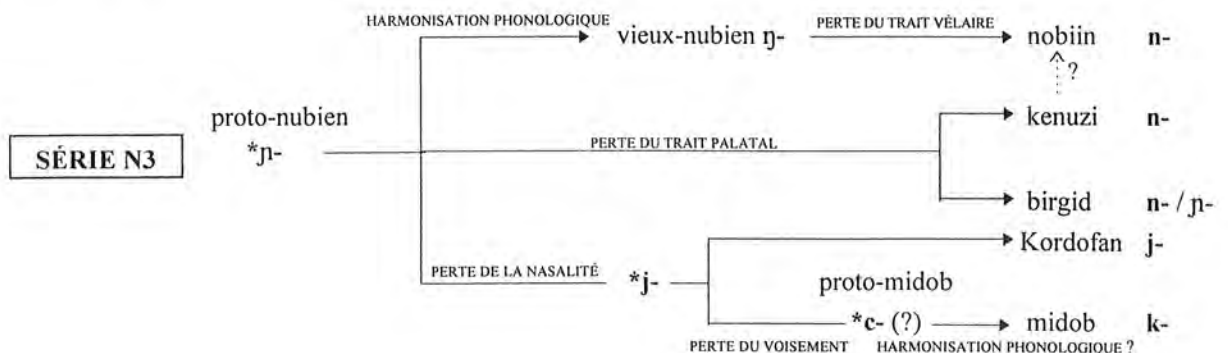 HARMONISATION PHONOLOGIQUE
vieux-nubien ŋ-
PERTE DU TRAIT VÉLAIRE
nobiin n-
?
proto-nubien
SÉRIE N3
*ɲ-
PERTE DU TRAIT PALATAL
kenuzi n-
birgid n- / ɲ-
Kordofan j-
PERTE DE LA NASALITÉ
*j-
proto-midob
*c- (?)
midob k-
PERTE DU VOISEMENT
HARMONISATION PHONOLOGIQUE ?